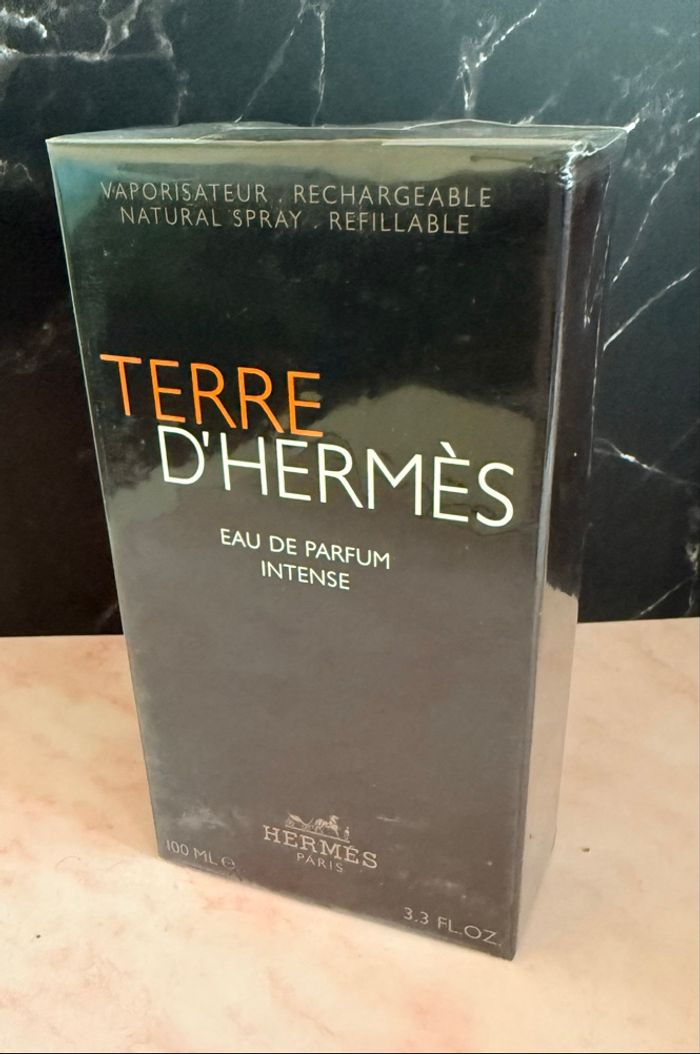 VAPORISATEUR . RECHARGEABLE
NATURAL SPRAY . REFILLABLE
TERRE
D'HERMÈS
EAU DE PARFUM
INTENSE
HERMÈS
PARIS
100 ML ℮
3.3 FL.OZ.